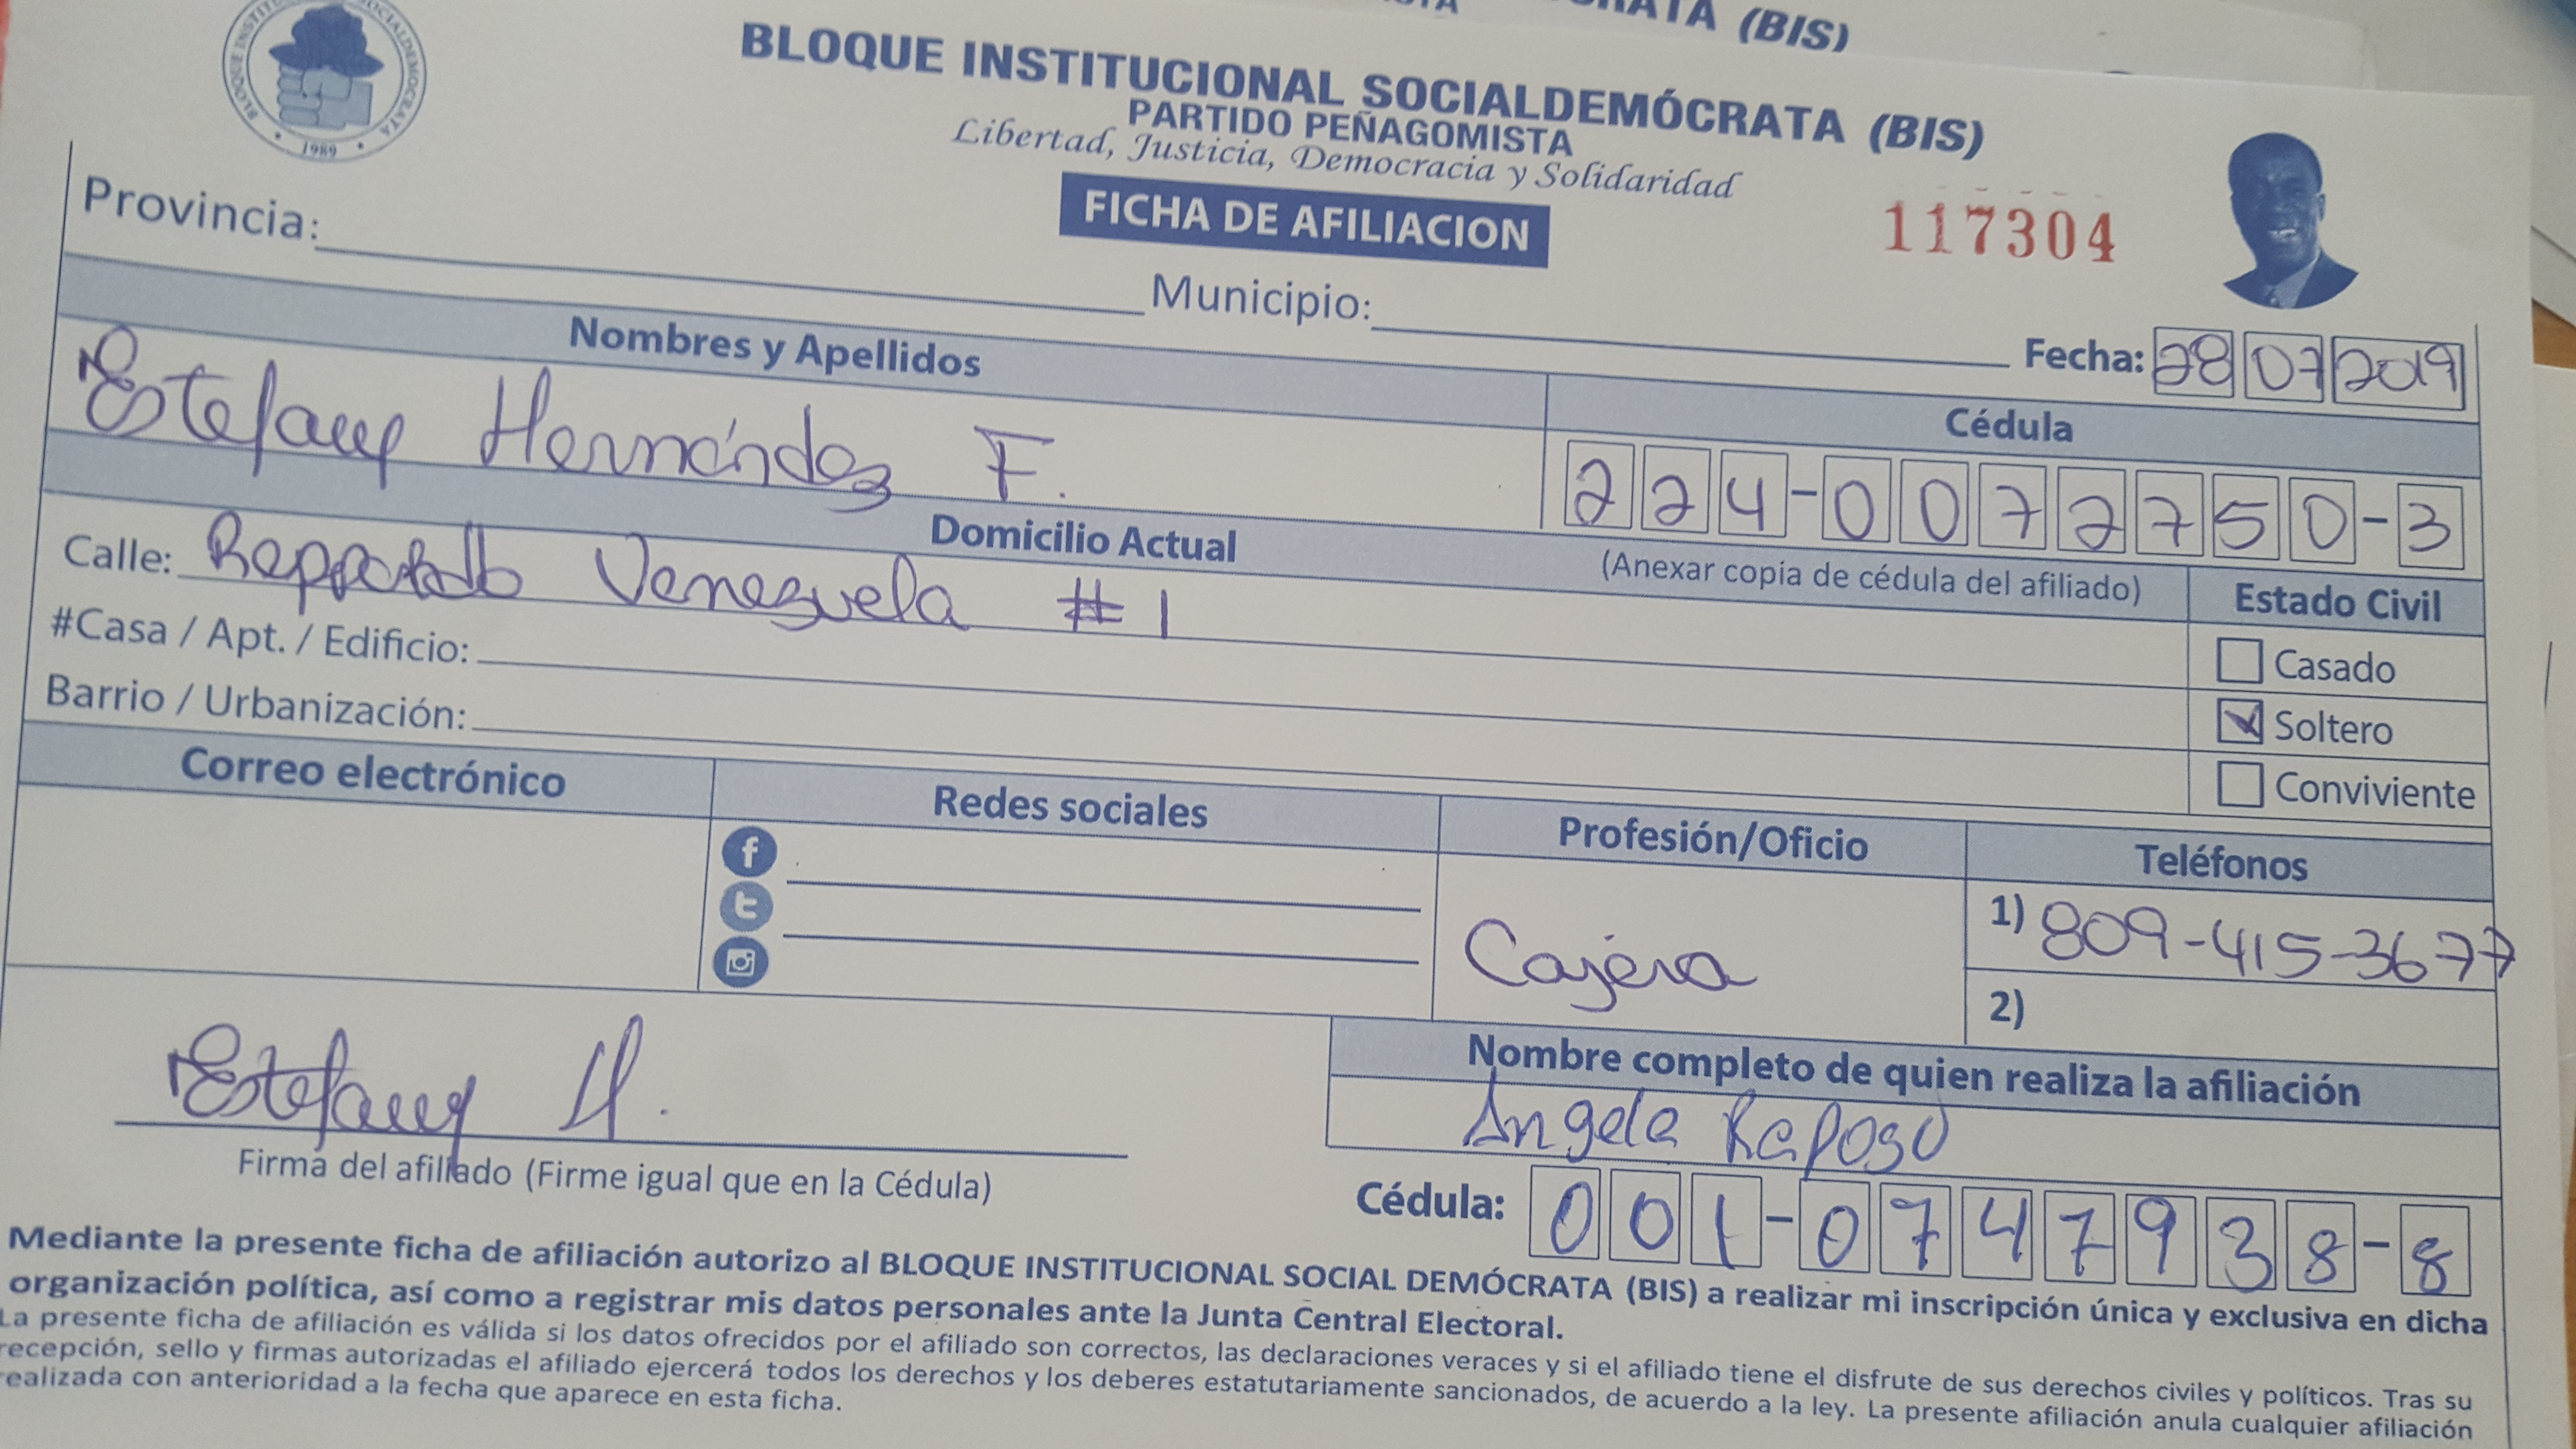 CRATA (BIS)
BLOQUE INSTITUCIONAL SOCIALDEMOCRATA
1989
BLOQUE INSTITUCIONAL SOCIALDEMÓCRATA (BIS)
PARTIDO PEÑAGOMISTA
Libertad, Justicia, Democracia y Solidaridad
FICHA DE AFILIACION
117304
Provincia:
Municipio:
Fecha: 28 07 2019
Nombres y Apellidos
Cédula
Estefany Hernández F.
224-0072750-3
Domicilio Actual
(Anexar copia de cédula del afiliado)
Estado Civil
Calle: Venezuela #1
#Casa / Apt. / Edificio:
Casado
Barrio / Urbanización:
Soltero
Conviviente
Correo electrónico
Redes sociales
Profesión/Oficio
Teléfonos
Cajera
1) 809-415-3677
2)
Estefany H.
Firma del afiliado (Firme igual que en la Cédula)
Nombre completo de quien realiza la afiliación
Angela Raposo
Cédula: 001-0747938-8
Mediante la presente ficha de afiliación autorizo al BLOQUE INSTITUCIONAL SOCIAL DEMÓCRATA (BIS) a realizar mi inscripción única y exclusiva en dicha
organización política, así como a registrar mis datos personales ante la Junta Central Electoral.
La presente ficha de afiliación es válida si los datos ofrecidos por el afiliado son correctos, las declaraciones veraces y si el afiliado tiene el disfrute de sus derechos civiles y políticos. Tras su
recepción, sello y firmas autorizadas el afiliado ejercerá todos los derechos y los deberes estatutariamente sancionados, de acuerdo a la ley. La presente afiliación anula cualquier afiliación
realizada con anterioridad a la fecha que aparece en esta ficha.